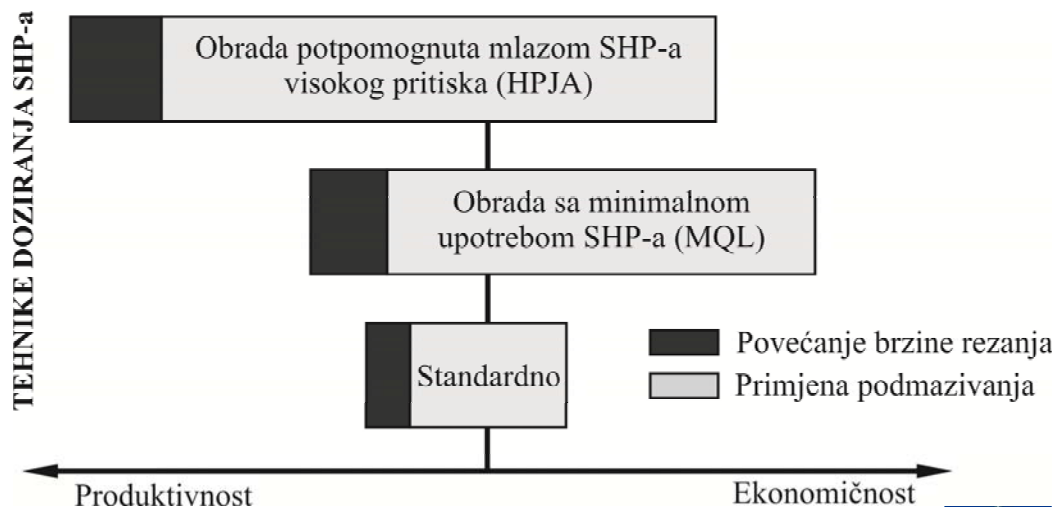 TEHNIKE DOZIRANJA SHP-a
Obrada potpomognuta mlazom SHP-a
visokog pritiska (HPJA)
Obrada sa minimalnom
upotrebom SHP-a (MQL)
Standardno
Povećanje brzine rezanja
Primjena podmazivanja
Produktivnost
Ekonomičnost